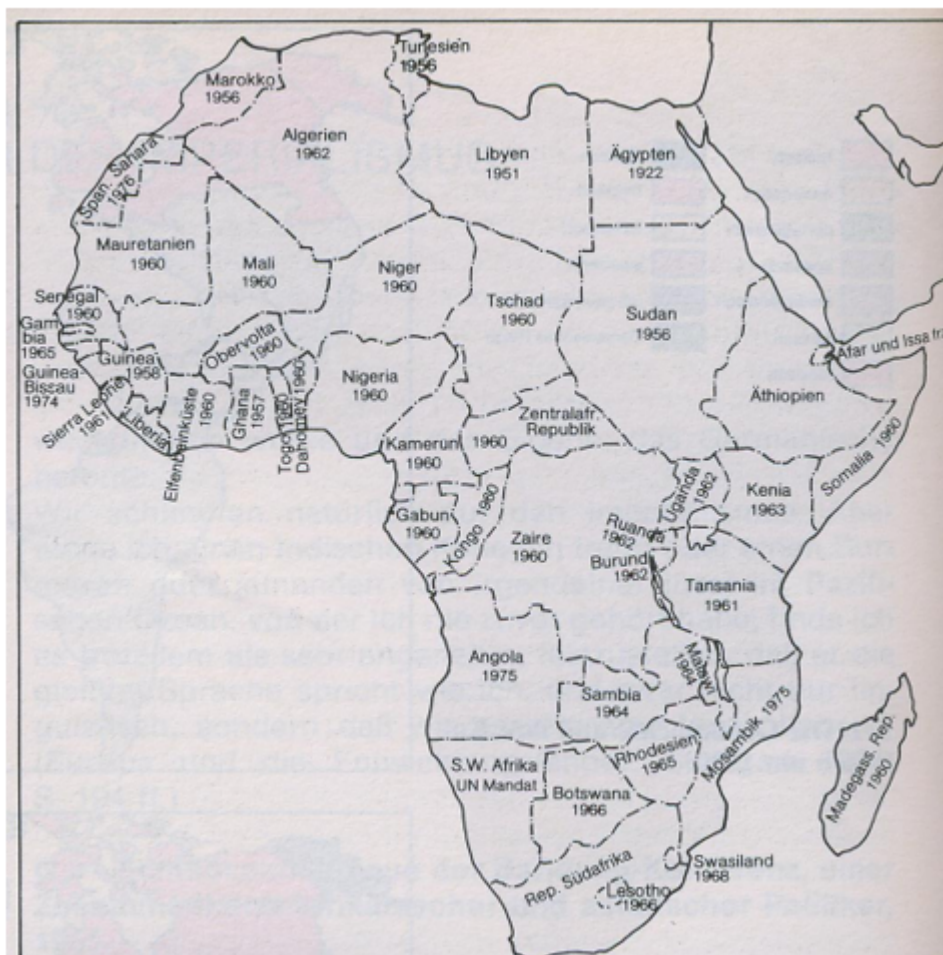 Tunesien
1956
Marokko
1956
Algerien
1962
Libyen
1951
Ägypten
1922
(Span. Sahara
1976
Mauretanien
1960
Mali
1960
Niger
1960
Tschad
1960
Sudan
1956
Senegal
1960
Gam-
bia
1965
Guinea-
Bissau
1974
Guinea
1958
Sierra Leone
1961
Liberia
Elfenbeinküste
1960
Obervolta
1960
Ghana
1957
Togo 1960
Dahomey 1960
Nigeria
1960
Afar und Issa fr
Äthiopien
Somalia 1960
Zentralafr.
Republik
1960
Kamerun
1960
Gabun
1960
Kongo 1960
Zaire
1960
Uganda
1962
Kenia
1963
Ruanda
1962
Burundi
1962
Tansania
1961
Angola
1975
Sambia
1964
Malawi
1964
Mosambik 1975
Rhodesien
1965
Madegass. Rep.
1960
S.W. Afrika
UN Mandat
Botswana
1966
Rep. Südafrika
Swasiland
1968
Lesotho
1966